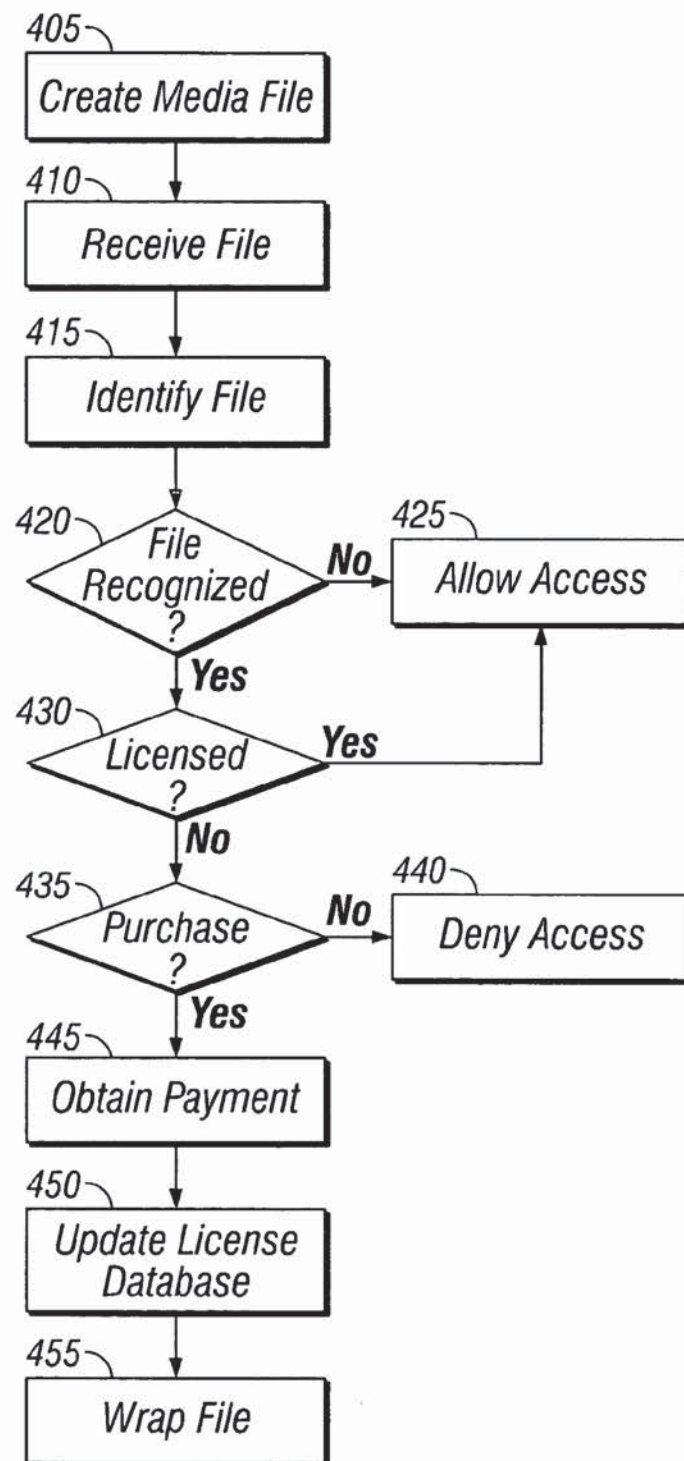 405
Create Media File
410
Receive File
415
Identify File
420
File
Recognized
?
No
425
Allow Access
Yes
430
Licensed
?
Yes
No
435
Purchase
?
No
440
Deny Access
Yes
445
Obtain Payment
450
Update License
Database
455
Wrap File